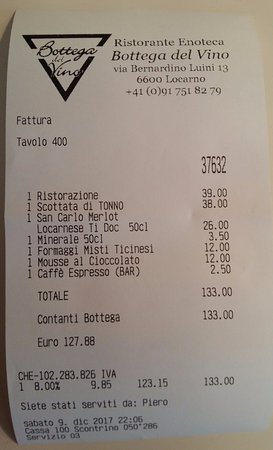 Bottega
del
Vino
Ristorante Enoteca
Bottega del Vino
via Bernardino Luini 13
6600 Locarno
+41 (0)91 751 82 79
Fattura
Tavolo 400
37632
1 Ristorazione 39.00
1 Scottata di TONNO 38.00
1 San Carlo Merlot
Locarnese Ti Doc 50cl 26.00
1 Minerale 50cl 3.50
1 Formaggi Misti Ticinesi 12.00
1 Mousse al Cioccolato 12.00
1 Caffè Espresso (BAR) 2.50
TOTALE 133.00
Contanti Bottega 133.00
Euro 127.88
CHE-102.283.826 IVA
1 8.00% 9.85 123.15 133.00
Siete stati serviti da: Piero
sabato 9. dic 2017 22:06
Cassa 100 Scontrino 050*286
Servizio 03